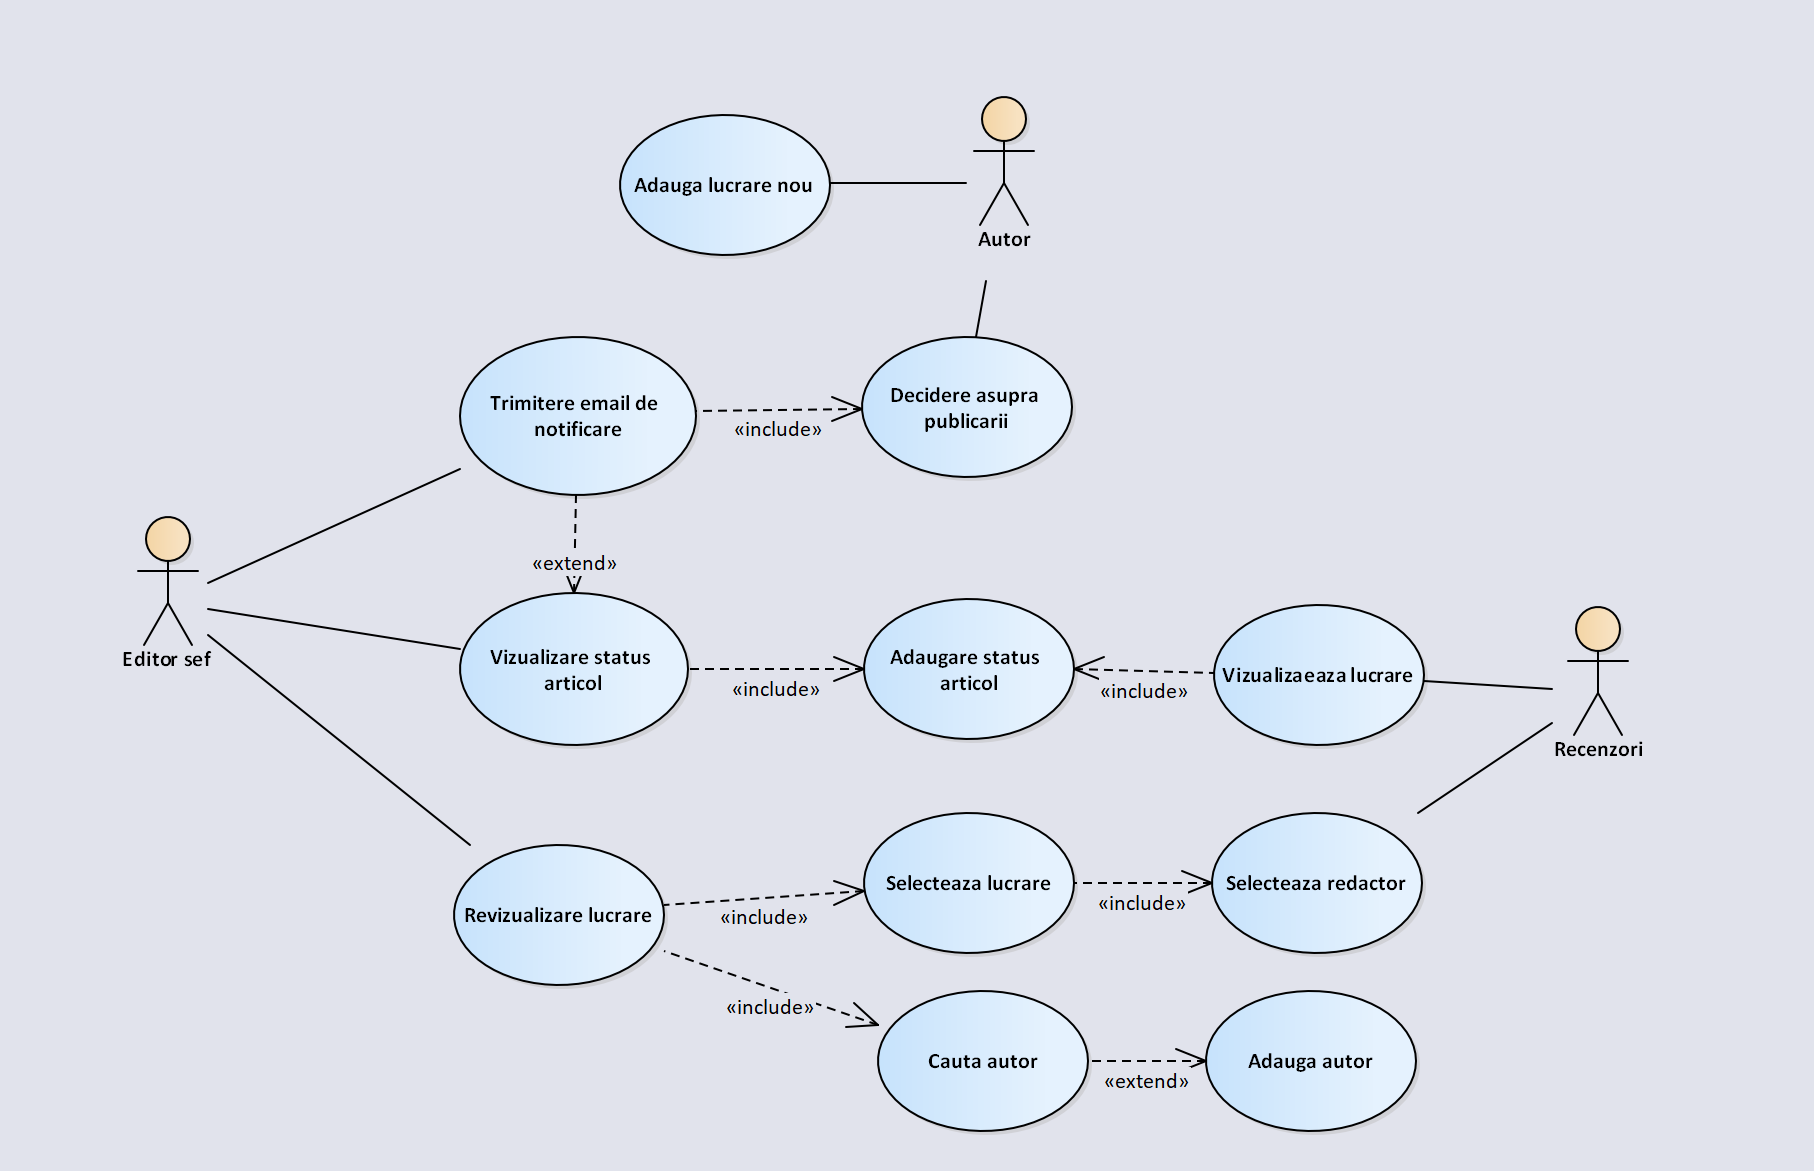 Adauga lucrare nou
Autor
Trimitere email de
notificare
«include»
Decidere asupra
publicarii
«extend»
Editor sef
Vizualizare status
articol
«include»
Adaugare status
articol
«include»
Vizualizaeaza lucrare
Recenzori
Revizualizare lucrare
«include»
Selecteaza lucrare
«include»
Selecteaza redactor
«include»
Cauta autor
«extend»
Adauga autor